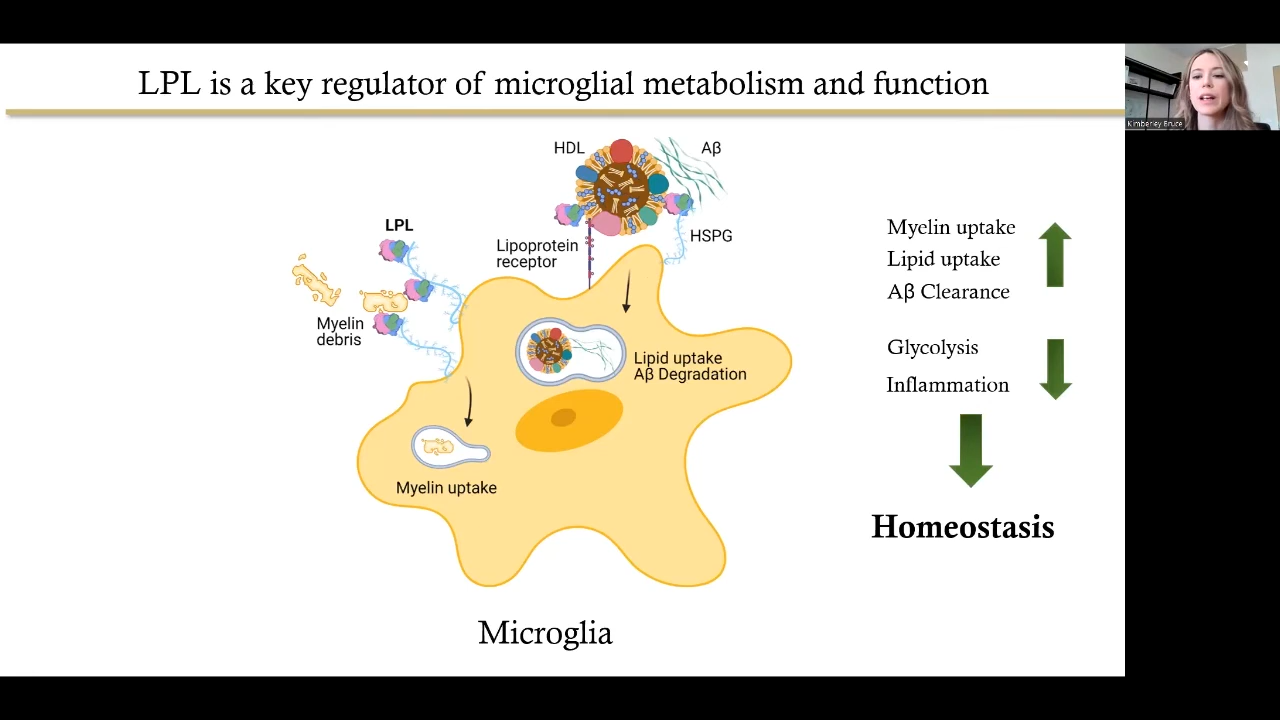 LPL is a key regulator of microglial metabolism and function
Kimberley Bruce
HDL
Aβ
LPL
HSPG
Lipoprotein
receptor
Myelin
debris
Lipid uptake
Aβ Degradation
Myelin uptake
Microglia
Myelin uptake
Lipid uptake
Aβ Clearance
Glycolysis
Inflammation
Homeostasis